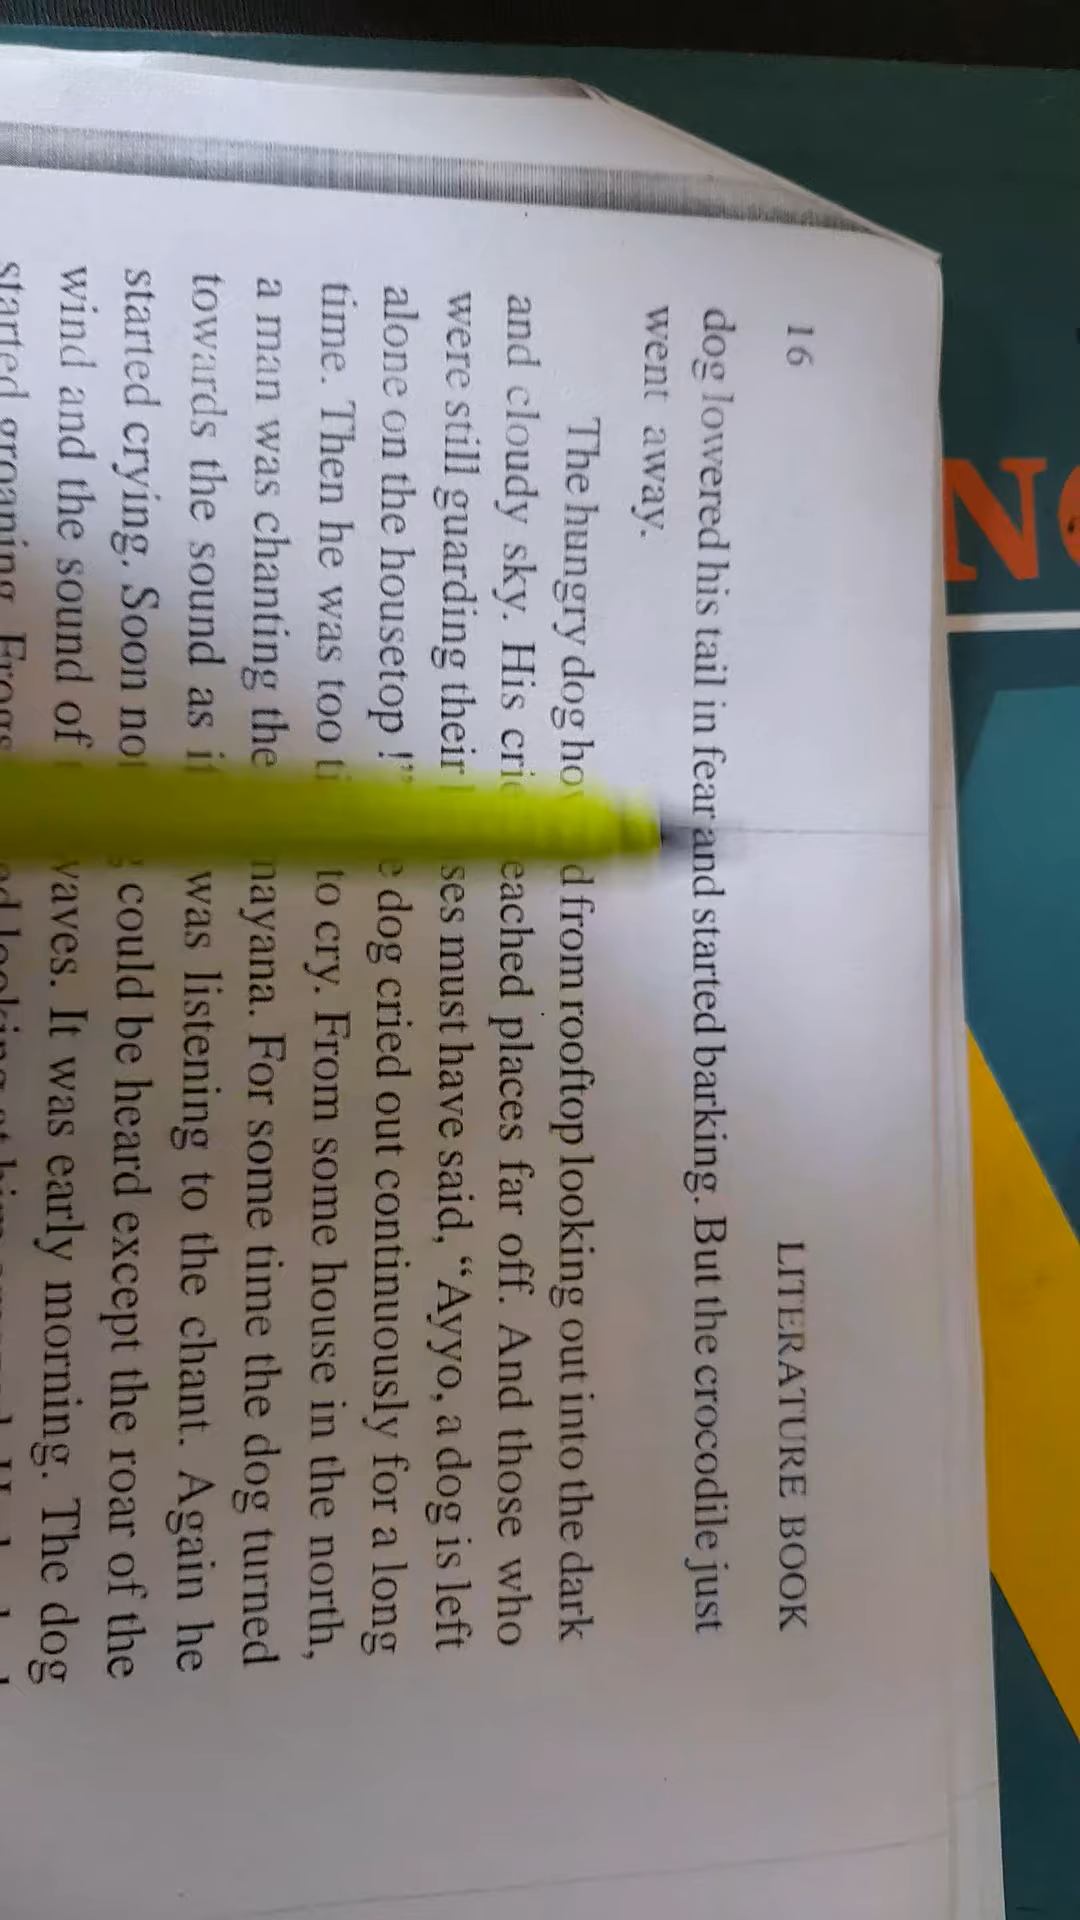 16 LITERATURE BOOK
dog lowered his tail in fear and started barking. But the crocodile just
went away.
The hungry dog from rooftop looking out into the dark
and cloudy sky. His places far off. And those who
were still guarding their must have said, “Ayyo, a dog is left
alone on the housetop !” dog cried out continuously for a long
time. Then he was too to cry. From some house in the north,
a man was chanting the For some time the dog turned
towards the sound as was listening to the chant. Again he
started crying. Soon could be heard except the roar of the
wind and the sound of It was early morning. The dog
started groaning. Frogs
NO